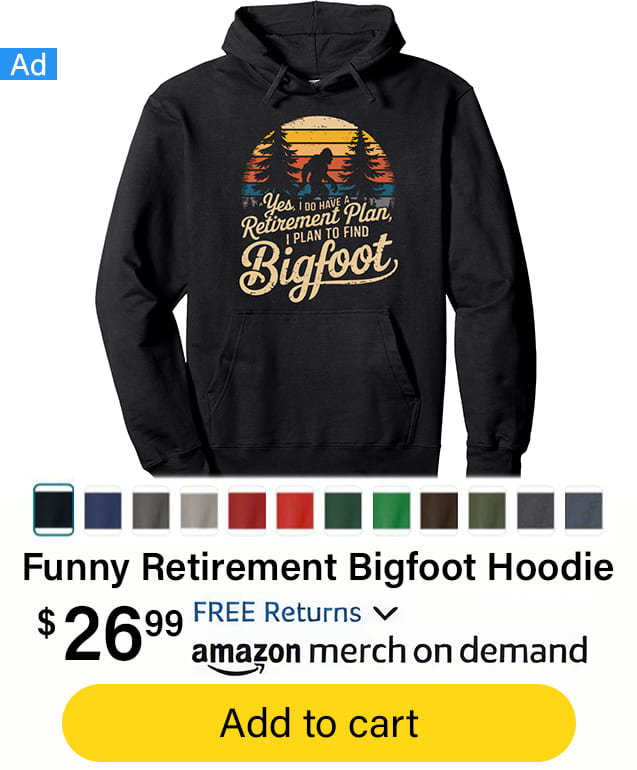 Ad
Yes, I DO HAVE A
Retirement Plan,
I PLAN TO FIND
Bigfoot
Funny Retirement Bigfoot Hoodie
$26.99 FREE Returns
amazon merch on demand
Add to cart